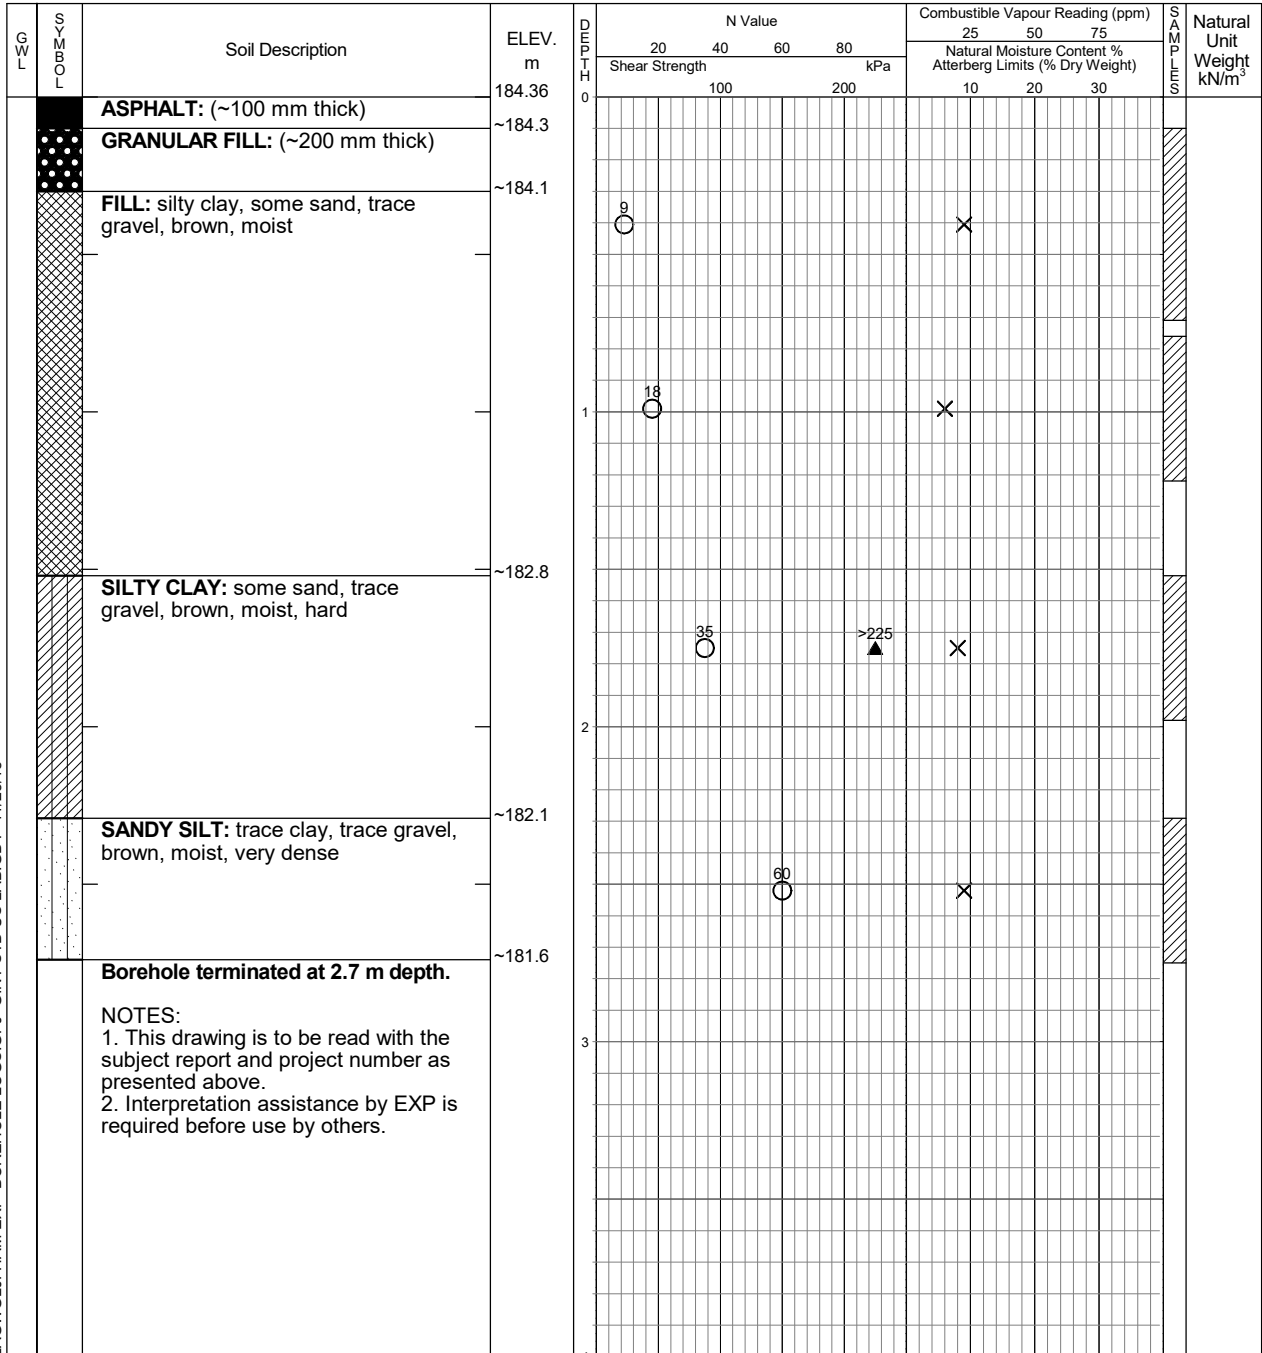 GWL
SYMBOL
Soil Description
ELEV.
m
184.36
DEPTH
0
N Value
20 40 60 80
Shear Strength kPa
100 200
Combustible Vapour Reading (ppm)
25 50 75
Natural Moisture Content %
Atterberg Limits (% Dry Weight)
10 20 30
SAMPLES
Natural
Unit
Weight
kN/m³
ASPHALT: (~100 mm thick)
~184.3
GRANULAR FILL: (~200 mm thick)
~184.1
FILL: silty clay, some sand, trace
gravel, brown, moist
9
18
1
~182.8
SILTY CLAY: some sand, trace
gravel, brown, moist, hard
35
>225
2
~182.1
SANDY SILT: trace clay, trace gravel,
brown, moist, very dense
60
~181.6
Borehole terminated at 2.7 m depth.
NOTES:
1. This drawing is to be read with the
subject report and project number as
presented above.
2. Interpretation assistance by EXP is
required before use by others.
3